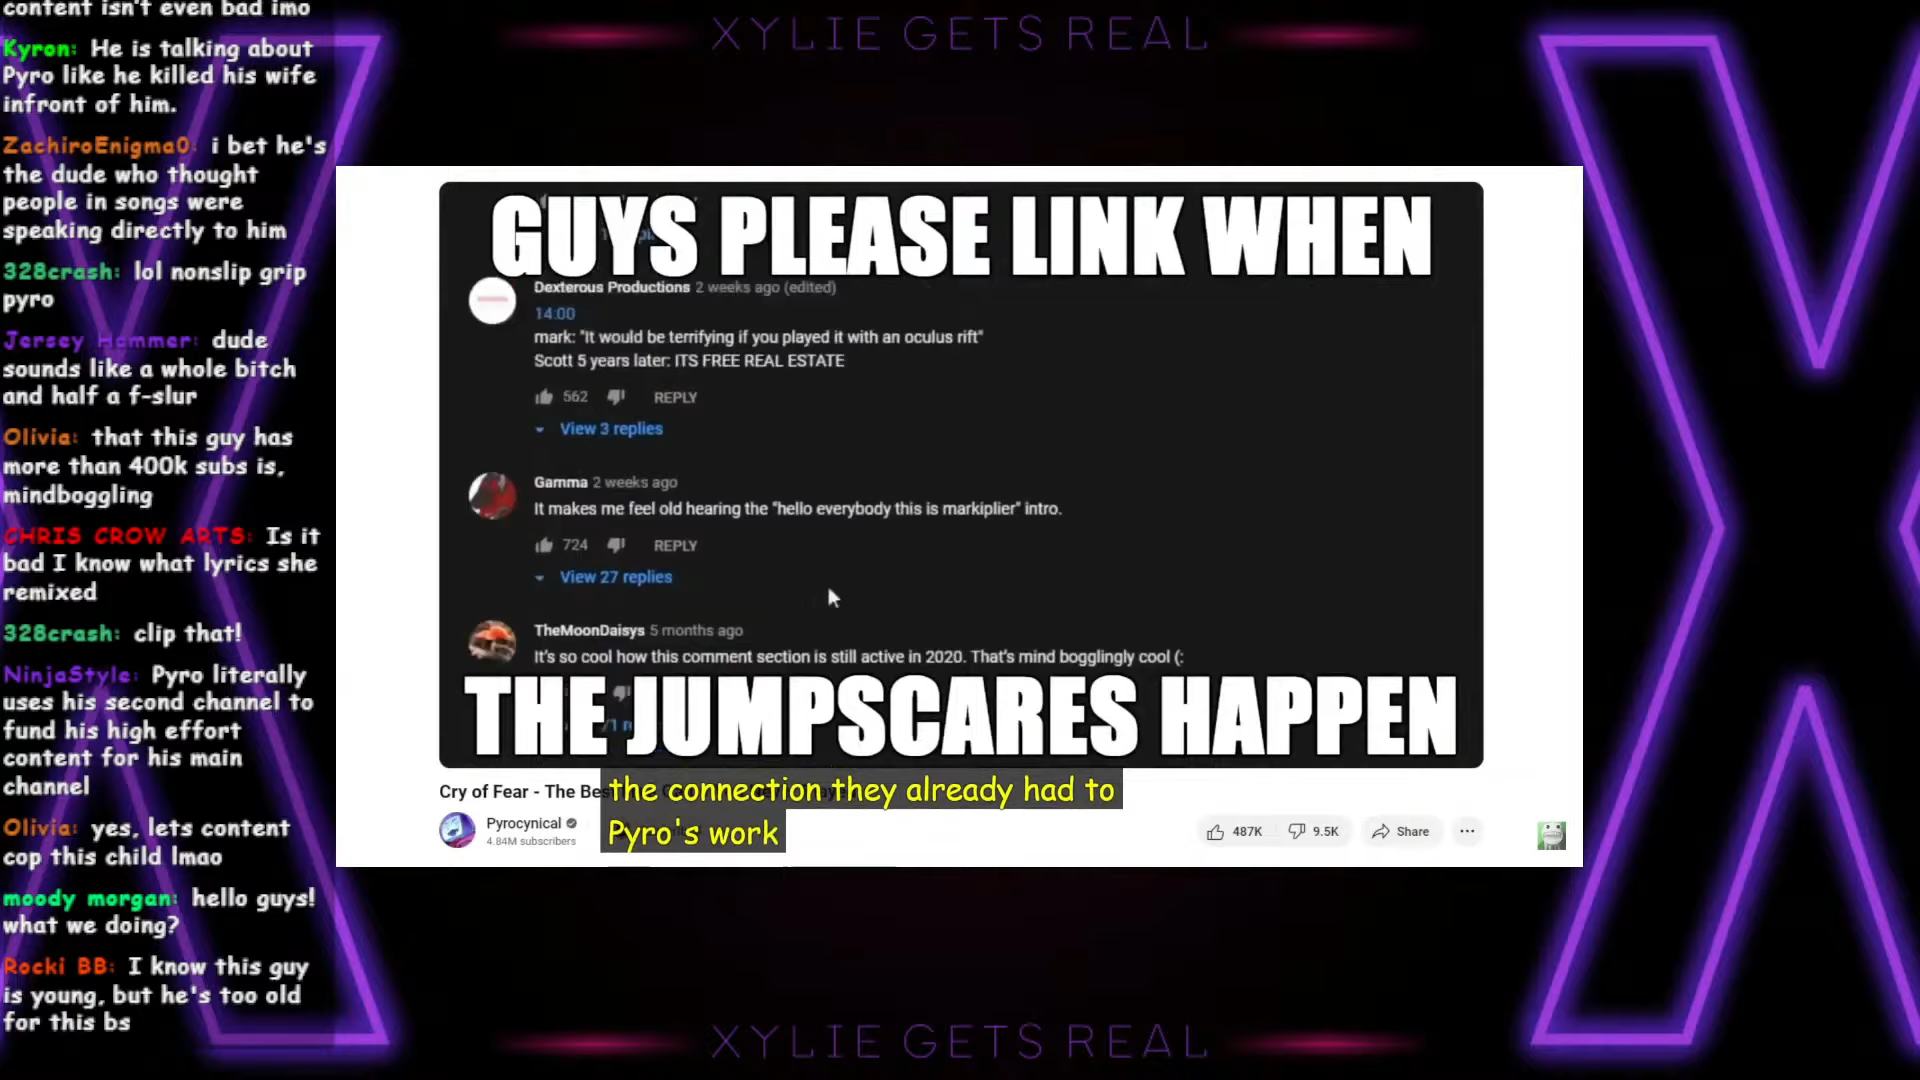 content isn't even bad imo
Kyron: He is talking about
Pyro like he killed his wife
infront of him.
ZachiroEnigma0: i bet he's
the dude who thought
people in songs were
speaking directly to him
328crash: lol nonslip grip
pyro
Jersey Hammer: dude
sounds like a whole bitch
and half a f-slur
Olivia: that this guy has
more than 400k subs is,
mindboggling
CHRIS CROW ARTS: Is it
bad I know what lyrics she
remixed
328crash: clip that!
NinjaStyle: Pyro literally
uses his second channel to
fund his high effort
content for his main
channel
Olivia: yes, lets content
cop this child lmao
moody morgan: hello guys!
what we doing?
Rocki BB: I know this guy
is young, but he's too old
for this bs
XYLIE GETS REAL
GUYS PLEASE LINK WHEN
Dexterous Productions 2 weeks ago (edited)
14:00
mark: "It would be terrifying if you played it with an oculus rift"
Scott 5 years later: ITS FREE REAL ESTATE
562 REPLY
View 3 replies
Gamma 2 weeks ago
It makes me feel old hearing the "hello everybody this is markiplier" intro.
724 REPLY
View 27 replies
TheMoonDaisys 5 months ago
It's so cool how this comment section is still active in 2020. That's mind bogglingly cool (:
THE JUMPSCARES HAPPEN
Cry of Fear - The Bes
the connection they already had to
Pyro's work
Pyrocynical
4.84M subscribers
487K 9.5K Share
XYLIE GETS REAL